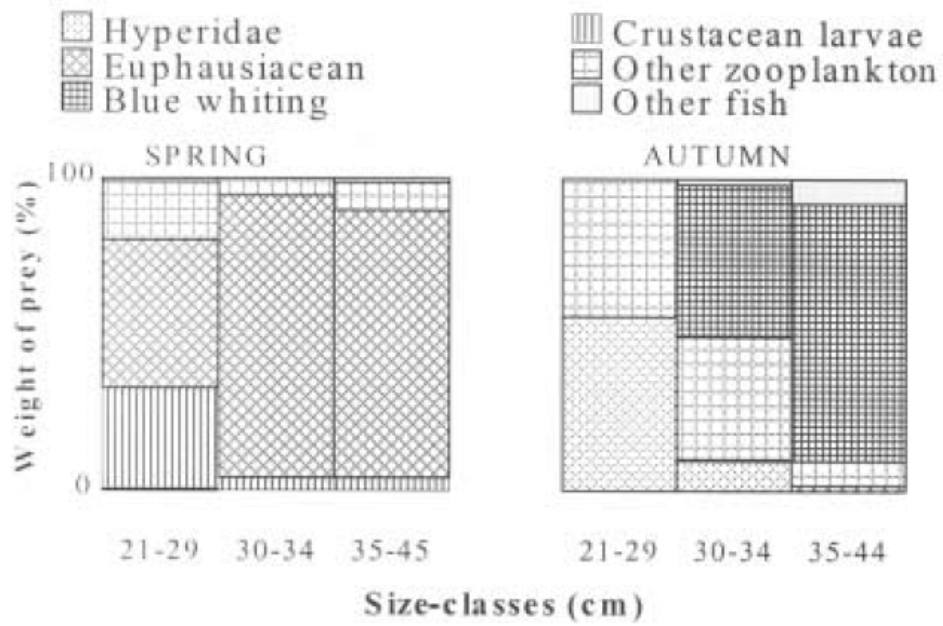 Hyperidae
Euphausiacean
Blue whiting
Crustacean larvae
Other zooplankton
Other fish
SPRING
AUTUMN
100
Weight of prey (%)
0
21-29 30-34 35-45
21-29 30-34 35-44
Size-classes (cm)